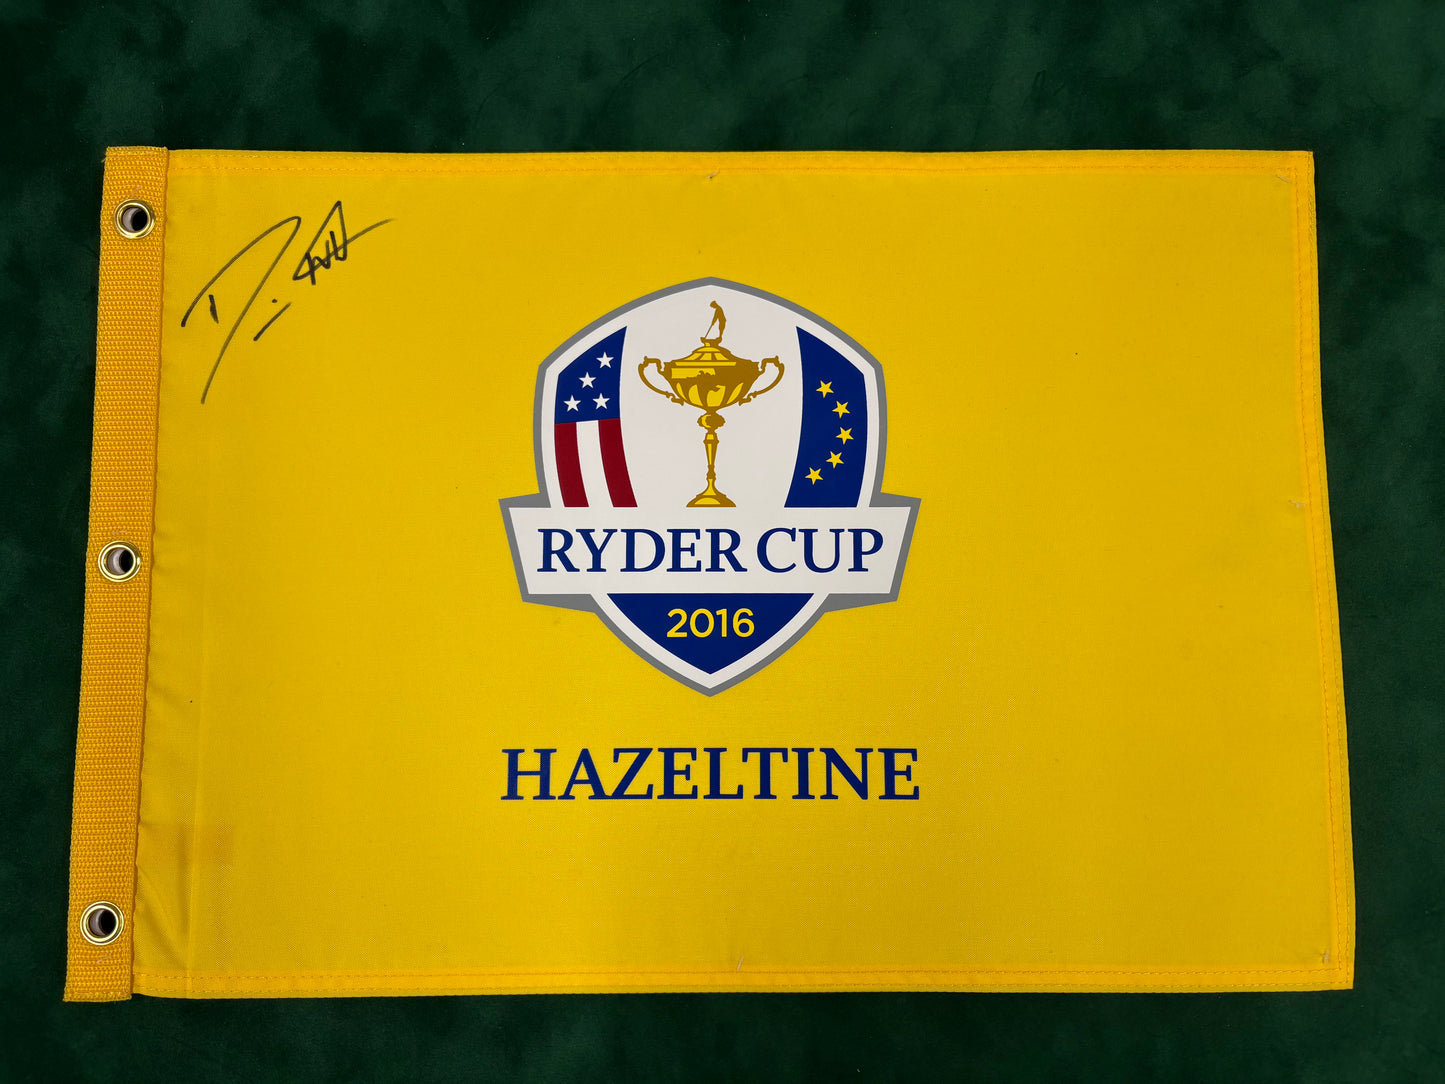 RYDER CUP
2016
HAZELTINE